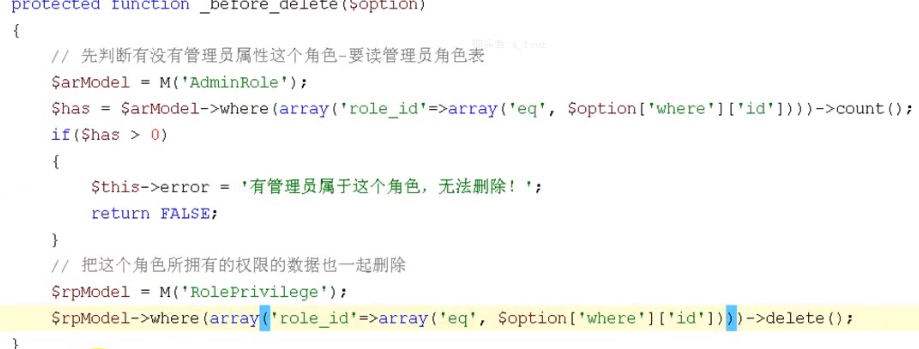 protected function _before_delete($option)
{
// 先判断有没有管理员属性这个角色-要读管理员角色表
$arModel = M('AdminRole');
$has = $arModel->where(array('role_id'=>array('eq', $option['where']['id'])))->count();
if($has > 0)
{
$this->error = '有管理员属于这个角色，无法删除！';
return FALSE;
}
// 把这个角色所拥有的权限的数据也一起删除
$rpModel = M('RolePrivilege');
$rpModel->where(array('role_id'=>array('eq', $option['where']['id'])))->delete();
}